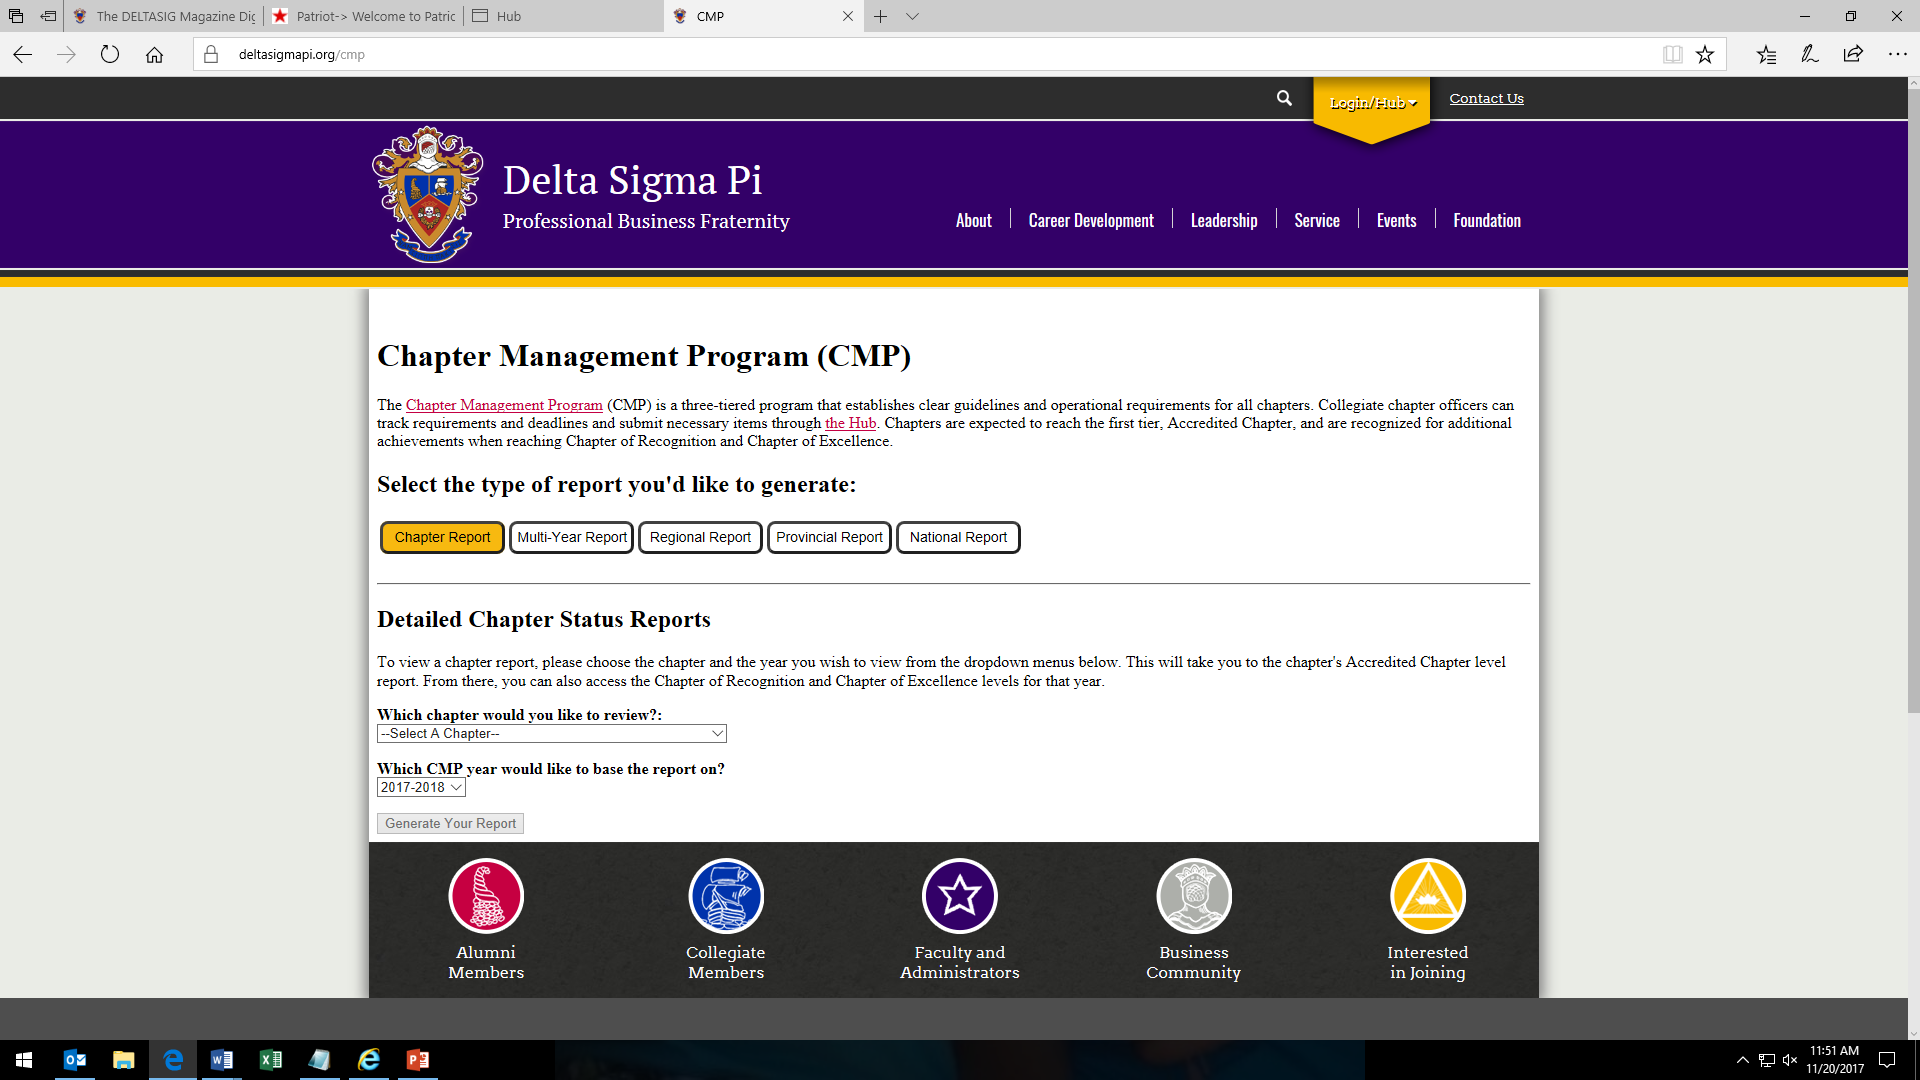 The DELTASIG Magazine Dig
Patriot-> Welcome to Patric
Hub
CMP
deltasigmapi.org/cmp
Login/Hub
Contact Us
Delta Sigma Pi
Professional Business Fraternity
About
Career Development
Leadership
Service
Events
Foundation
Chapter Management Program (CMP)
The Chapter Management Program (CMP) is a three-tiered program that establishes clear guidelines and operational requirements for all chapters. Collegiate chapter officers can
track requirements and deadlines and submit necessary items through the Hub. Chapters are expected to reach the first tier, Accredited Chapter, and are recognized for additional
achievements when reaching Chapter of Recognition and Chapter of Excellence.
Select the type of report you'd like to generate:
Chapter Report
Multi-Year Report
Regional Report
Provincial Report
National Report
Detailed Chapter Status Reports
To view a chapter report, please choose the chapter and the year you wish to view from the dropdown menus below. This will take you to the chapter's Accredited Chapter level
report. From there, you can also access the Chapter of Recognition and Chapter of Excellence levels for that year.
Which chapter would you like to review?:
--Select A Chapter--
Which CMP year would like to base the report on?
2017-2018
Generate Your Report
Alumni
Members
Collegiate
Members
Faculty and
Administrators
Business
Community
Interested
in Joining
11:51 AM
11/20/2017